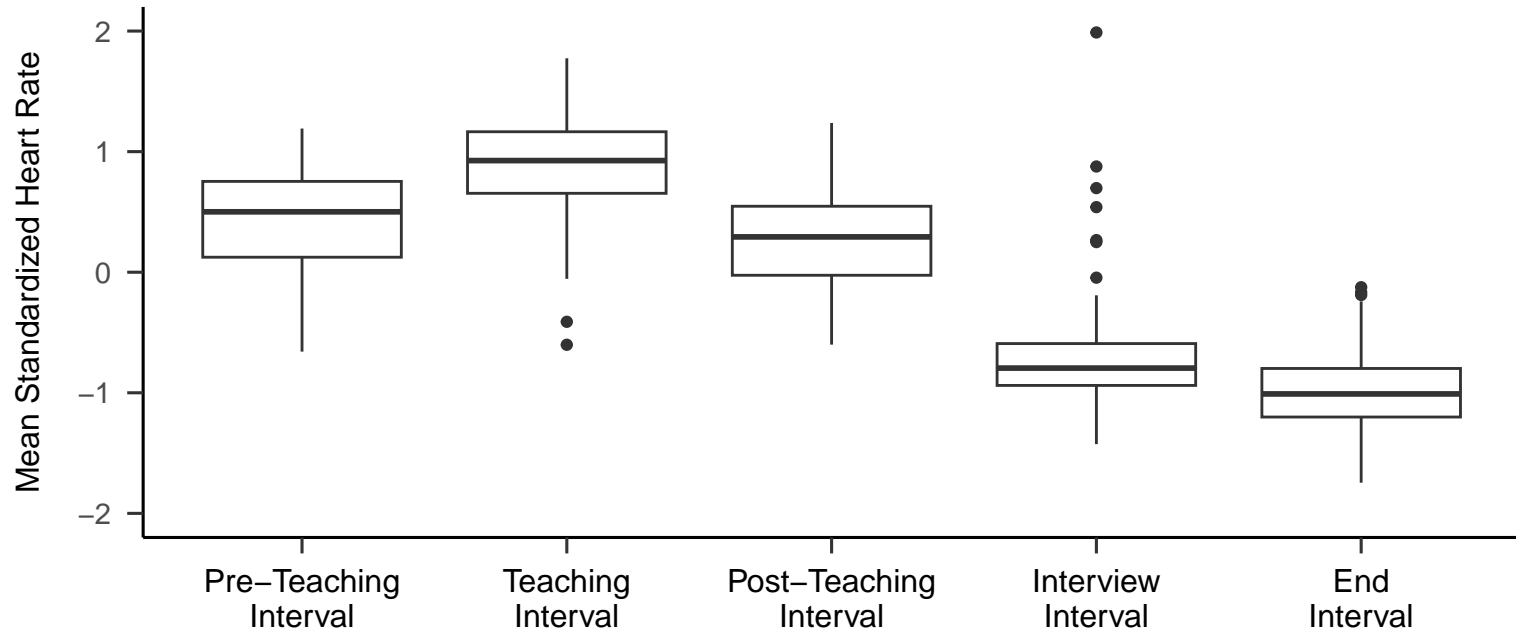 Mean Standardized Heart Rate
2
1
0
−1
−2
Pre−Teaching
Interval
Teaching
Interval
Post−Teaching
Interval
Interview
Interval
End
Interval